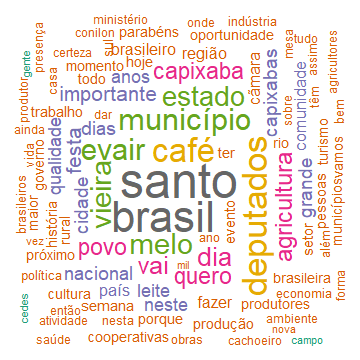 ministério
onde
indústria
conilon
parabéns
oportunidade
mesa
presença
certeza
sul
brasileiro
região
tudo
gente
casa
momento
hoje
capixaba
câmara
assim
agricultores
todo
anos
capixabas
sobre
têm
produtor
importante
estado
comunidade
bem
trabalho
dar
município
ainda
dias
evair
café
ter
rio
qualidade
festa
vida
governo
santo
brasil
deputados
agricultura
grande
pessoas
turismo
vamos
brasileiros
maior
história
cidade
vieira
evento
setor
além
municípios
vez
rural
povo
melo
ano
dia
próximo
vai
mil
quero
política
nacional
brasileira
forma
cedes
cultura
país
leite
neste
fazer
produtores
economia
então
semana
atividade
nesta
porque
produção
ambiente
nova
saúde
cooperativas
obras
cachoeiro
campo